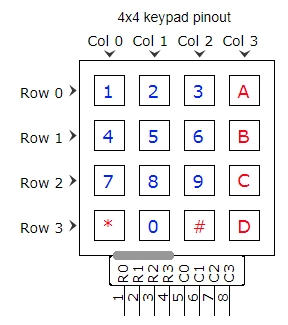 4x4 keypad pinout
Col 0 Col 1 Col 2 Col 3
Row 0 1 2 3 A
Row 1 4 5 6 B
Row 2 7 8 9 C
Row 3 * 0 # D
R0 R1 R2 R3 C0 C1 C2 C3
1 2 3 4 5 6 7 8